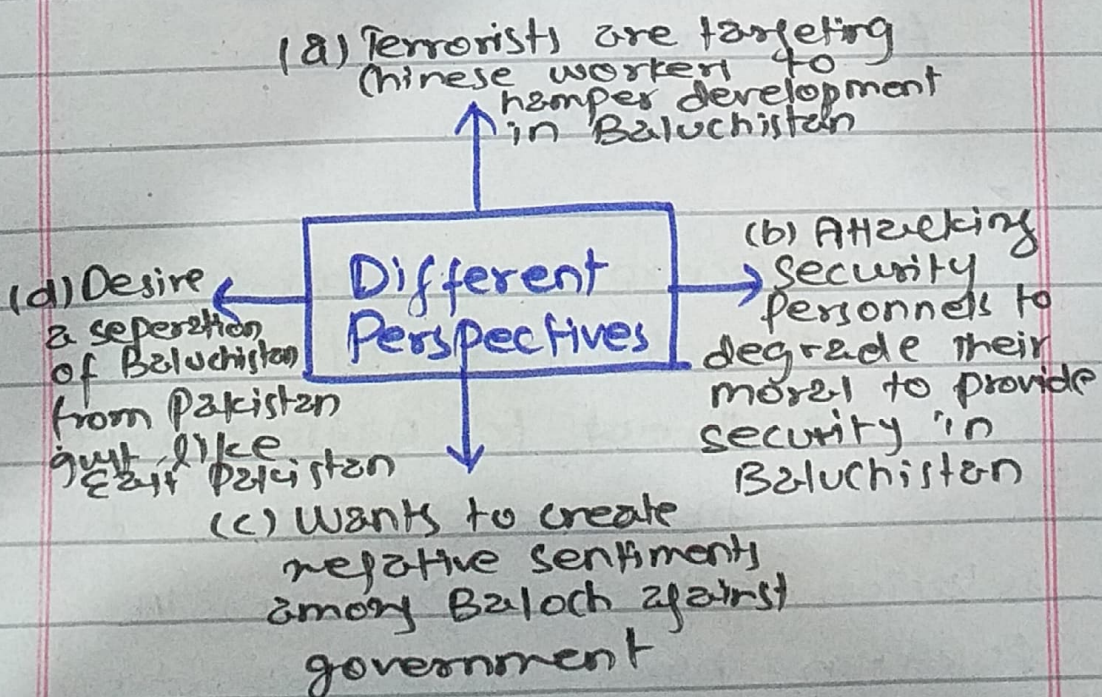 (a) Terrorists are targeting
Chinese workers to
hamper development
in Baluchistan
Different
Perspectives
(b) Attacking
security
Personnels to
degrade their
moral to provide
security in
Baluchistan
(c) Wants to create
negative sentiments
among Baloch against
government
(d) Desire
a seperation
of Baluchistan
from Pakistan
just like
East Pakistan